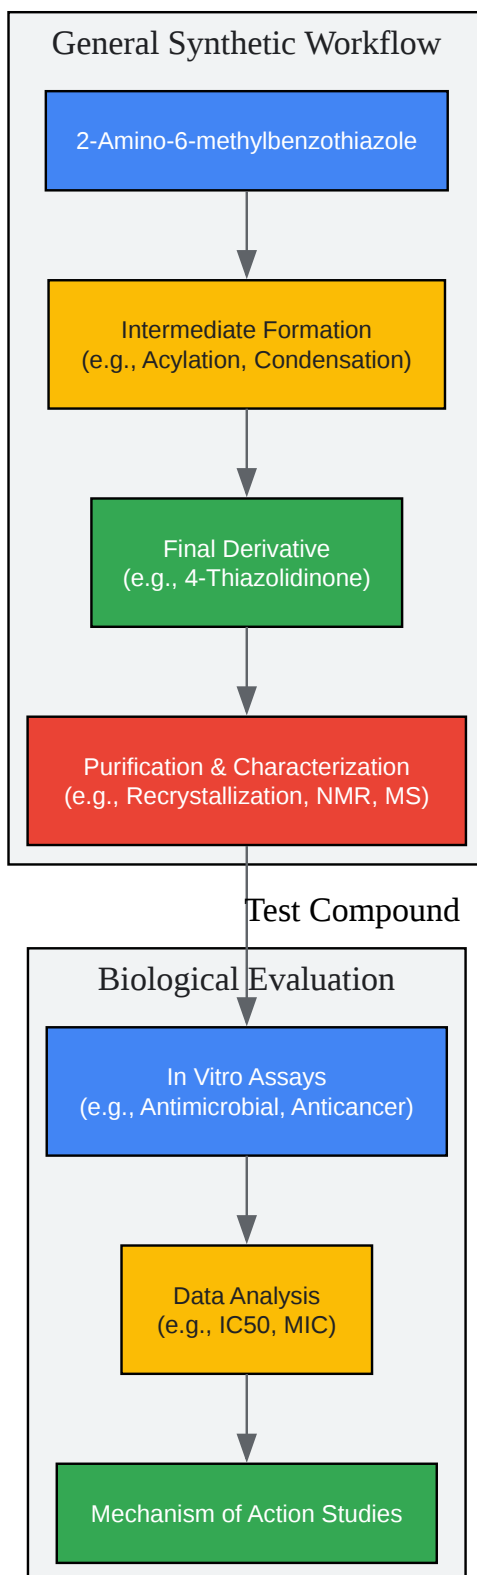 General Synthetic Workflow
2-Amino-6-methylbenzothiazole
Intermediate Formation
(e.g., Acylation, Condensation)
Final Derivative
(e.g., 4-Thiazolidinone)
Purification & Characterization
(e.g., Recrystallization, NMR, MS)
Test Compound
Biological Evaluation
In Vitro Assays
(e.g., Antimicrobial, Anticancer)
Data Analysis
(e.g., IC50, MIC)
Mechanism of Action Studies